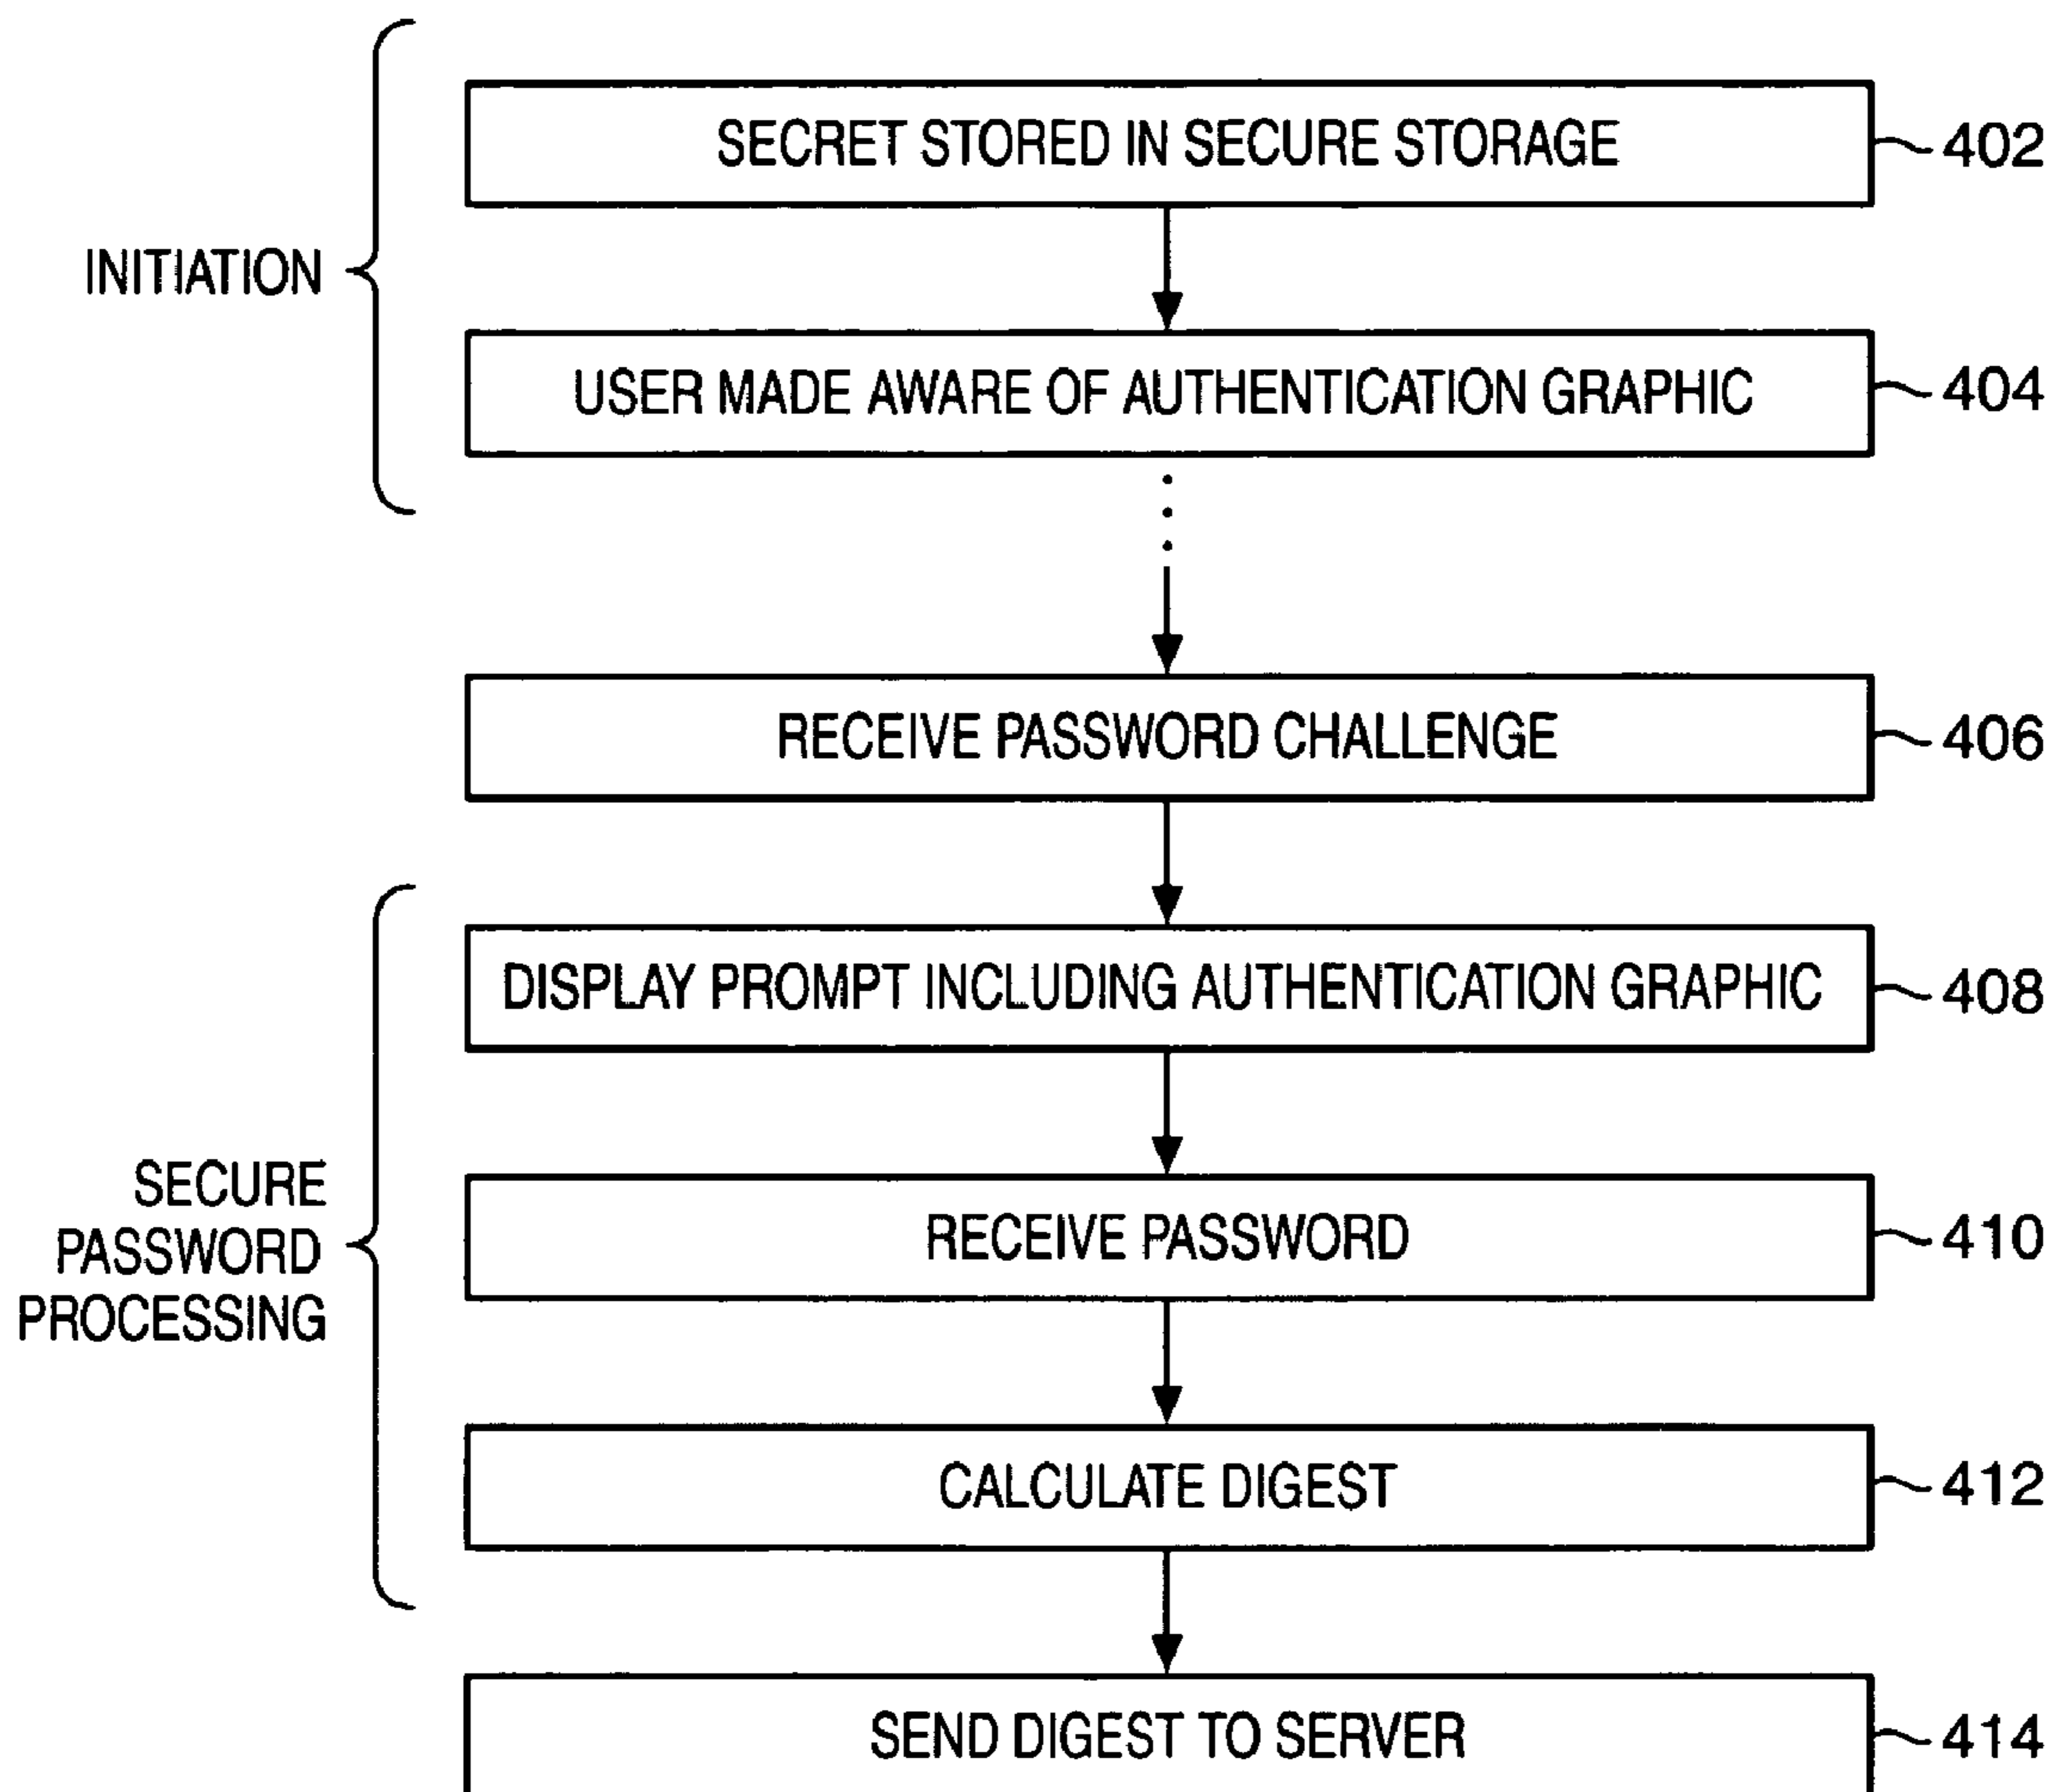 SECRET STORED IN SECURE STORAGE
402
INITIATION
USER MADE AWARE OF AUTHENTICATION GRAPHIC
404
RECEIVE PASSWORD CHALLENGE
406
DISPLAY PROMPT INCLUDING AUTHENTICATION GRAPHIC
408
SECURE
PASSWORD
PROCESSING
RECEIVE PASSWORD
410
CALCULATE DIGEST
412
SEND DIGEST TO SERVER
414